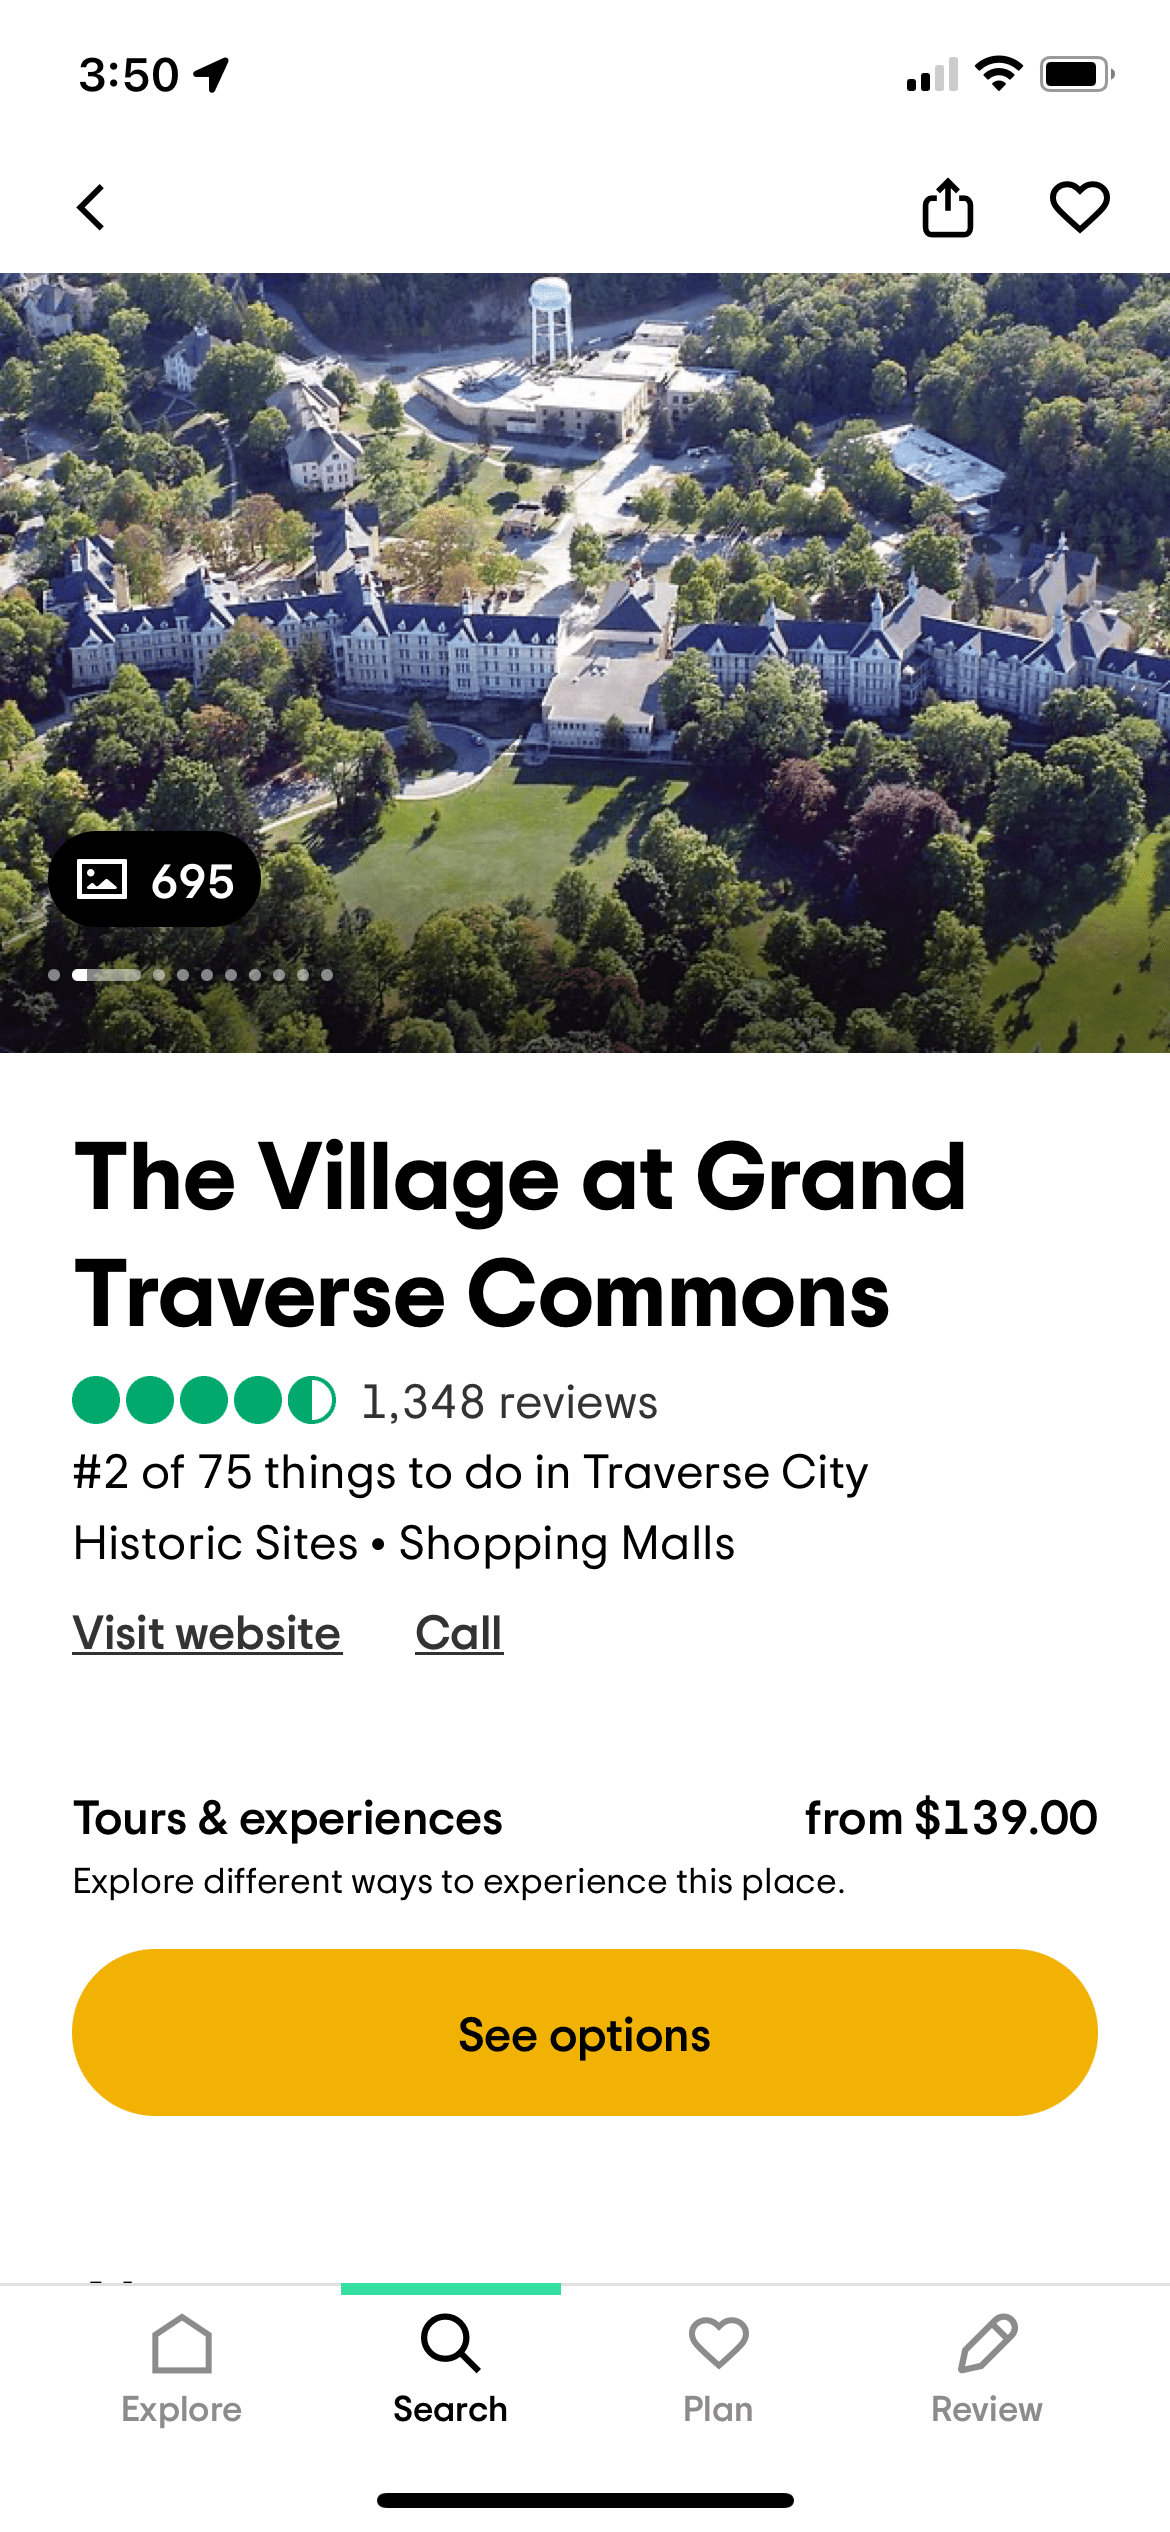 3:50
695
The Village at Grand
Traverse Commons
1,348 reviews
#2 of 75 things to do in Traverse City
Historic Sites • Shopping Malls
Visit website Call
Tours & experiences from $139.00
Explore different ways to experience this place.
See options
Explore Search Plan Review